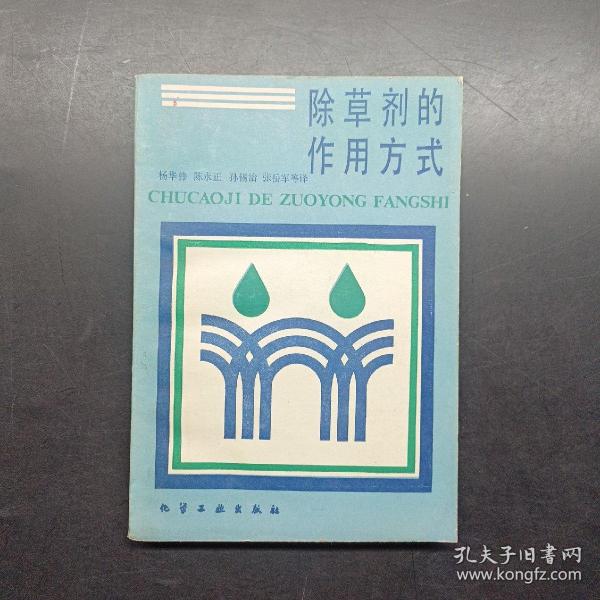 除草剂的
作用方式
杨华铮 陈永正 孙锡治 张岳军等译
CHUCAOJI DE ZUOYONG FANGSHI
化学工业出版社
孔夫子旧书网
www.kongfz.com